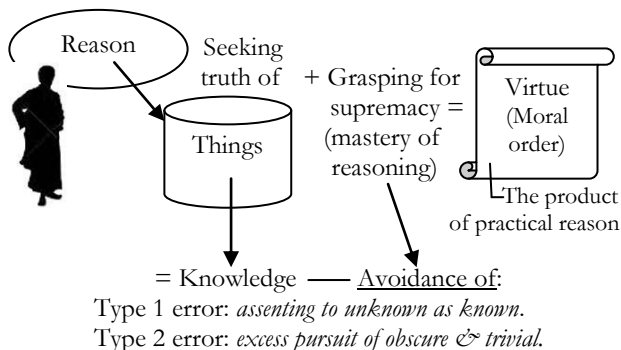 Reason
Seeking
truth of
Things
+ Grasping for
supremacy =
(mastery of
reasoning)
Virtue
(Moral
order)
The product
of practical reason
= Knowledge — Avoidance of:
Type 1 error: assenting to unknown as known.
Type 2 error: excess pursuit of obscure & trivial.